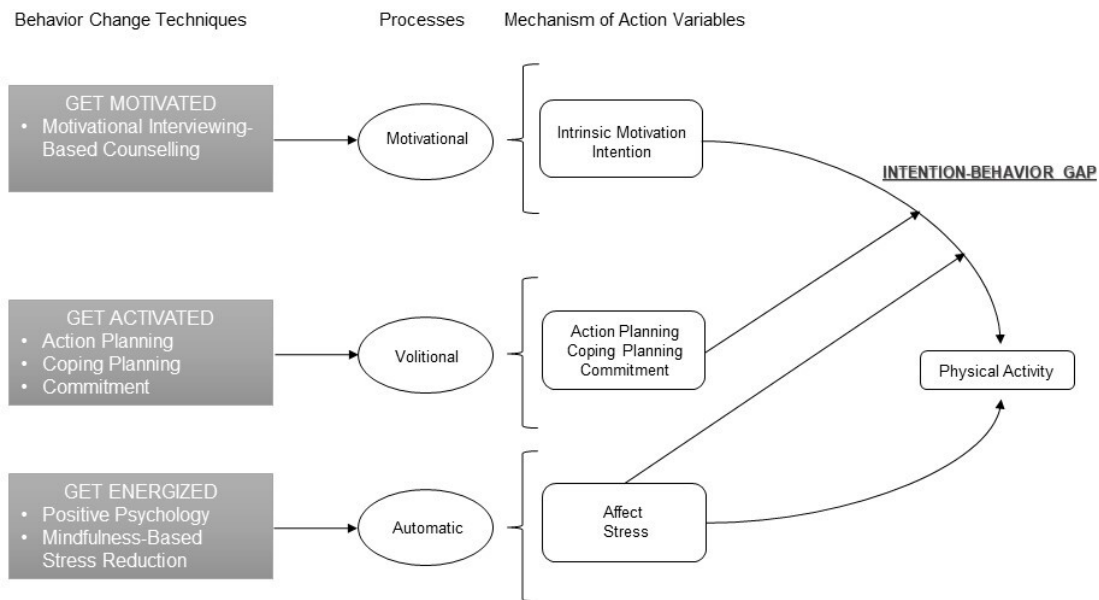 Behavior Change Techniques
Processes
Mechanism of Action Variables
GET MOTIVATED
• Motivational Interviewing-
Based Counselling
Motivational
Intrinsic Motivation
Intention
INTENTION-BEHAVIOR GAP
GET ACTIVATED
• Action Planning
• Coping Planning
• Commitment
Volitional
Action Planning
Coping Planning
Commitment
Physical Activity
GET ENERGIZED
• Positive Psychology
• Mindfulness-Based
Stress Reduction
Automatic
Affect
Stress